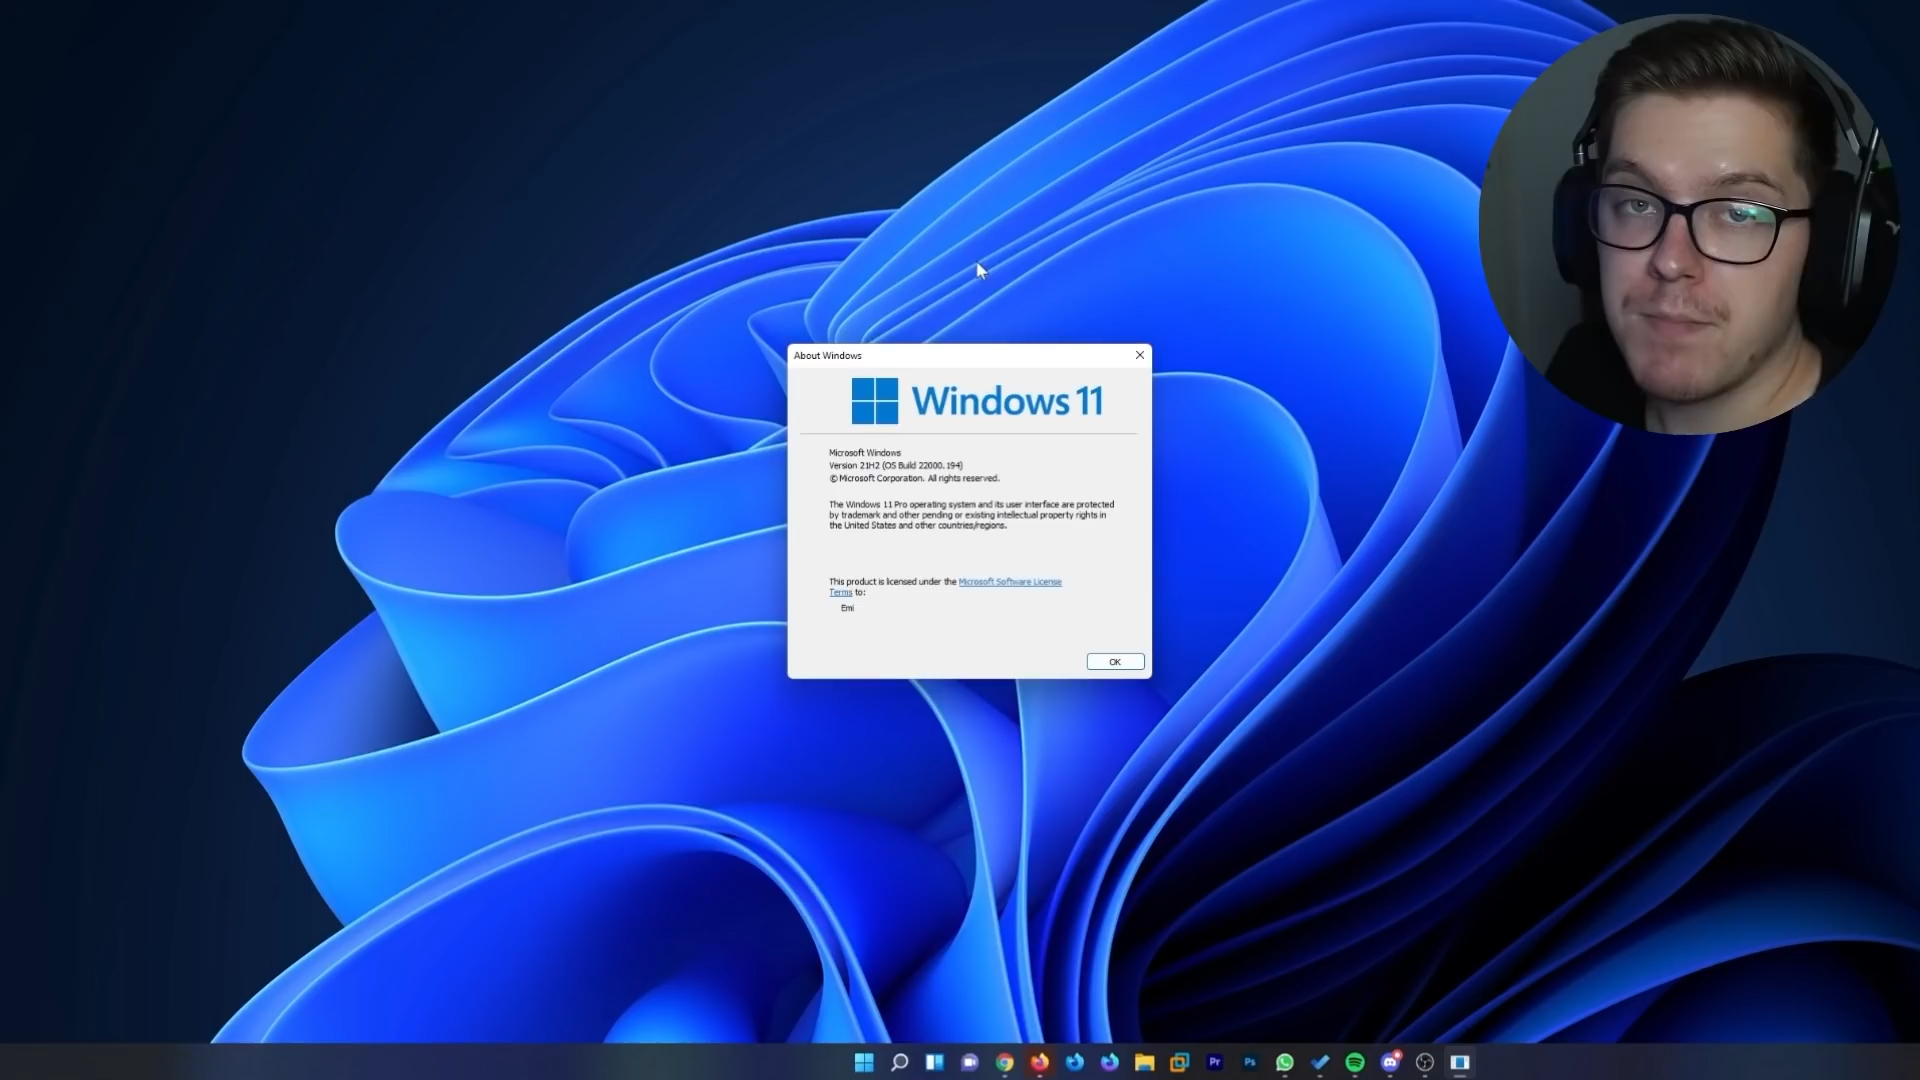 About Windows
Windows 11
Microsoft Windows
Version 21H2 (OS Build 22000.194)
© Microsoft Corporation. All rights reserved.
The Windows 11 Pro operating system and its user interface are protected
by trademark and other pending or existing intellectual property rights in
the United States and other countries/regions.
This product is licensed under the Microsoft Software License
Terms to:
Emi
OK
Pr
Ps